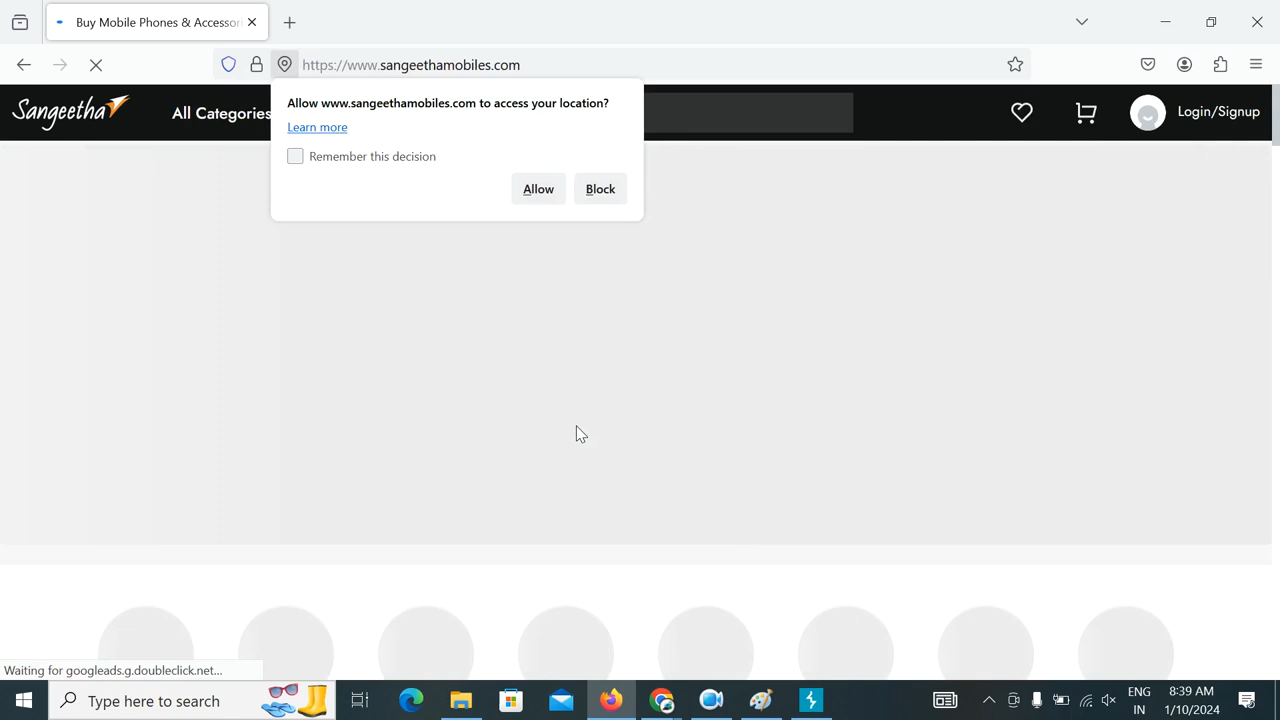 Buy Mobile Phones & Accessor
https://www.sangeethamobiles.com
Sangeetha
All Categories
Login/Signup
Allow www.sangeethamobiles.com to access your location?
Learn more
Remember this decision
Allow
Block
Waiting for googleads.g.doubleclick.net...
Type here to search
ENG
IN
8:39 AM
1/10/2024